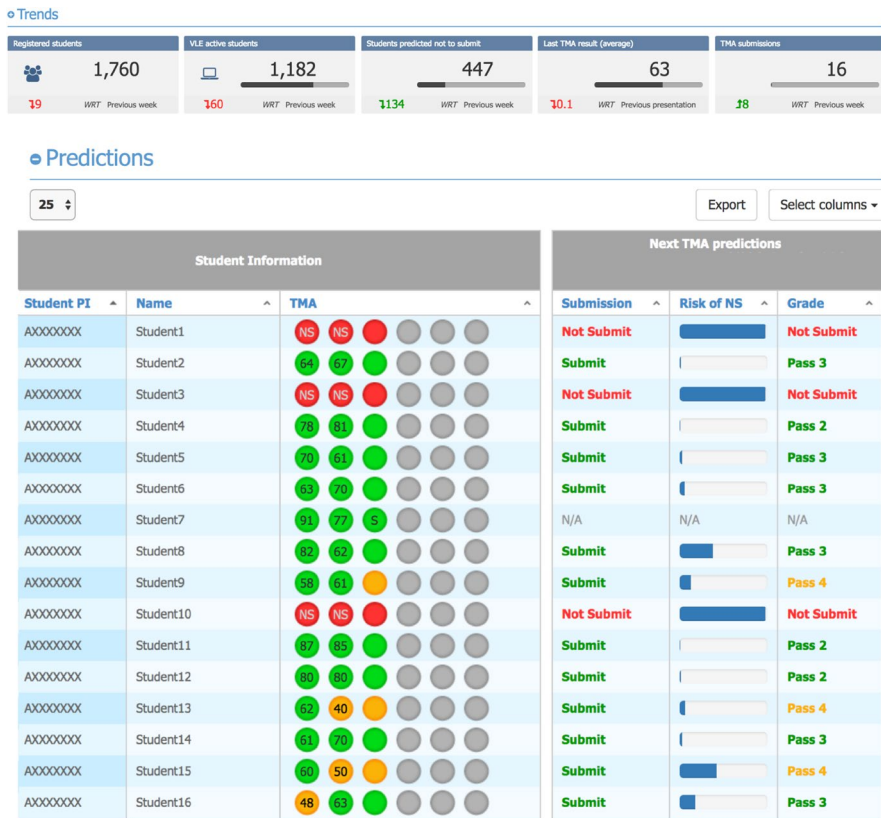 Trends
Registered students VLE active students Students predicted not to submit Last TMA result (average) TMA submissions
1,760 1,182 447 63 16
9 WRT Previous week 60 WRT Previous week 134 WRT Previous week 0.1 WRT Previous presentation 8 WRT Previous week
Predictions
25 Export Select columns
Student Information Next TMA predictions
Student PI Name TMA Submission Risk of NS Grade
AXXXXXXX Student1 NS NS Not Submit Not Submit
AXXXXXXX Student2 64 67 Submit Pass 3
AXXXXXXX Student3 NS NS Not Submit Not Submit
AXXXXXXX Student4 78 81 Submit Pass 2
AXXXXXXX Student5 70 61 Submit Pass 3
AXXXXXXX Student6 63 70 Submit Pass 3
AXXXXXXX Student7 91 77 S N/A N/A N/A
AXXXXXXX Student8 82 62 Submit Pass 3
AXXXXXXX Student9 58 61 Submit Pass 4
AXXXXXXX Student10 NS NS Not Submit Not Submit
AXXXXXXX Student11 87 85 Submit Pass 2
AXXXXXXX Student12 80 80 Submit Pass 2
AXXXXXXX Student13 62 40 Submit Pass 4
AXXXXXXX Student14 61 70 Submit Pass 3
AXXXXXXX Student15 60 50 Submit Pass 4
AXXXXXXX Student16 48 63 Submit Pass 3